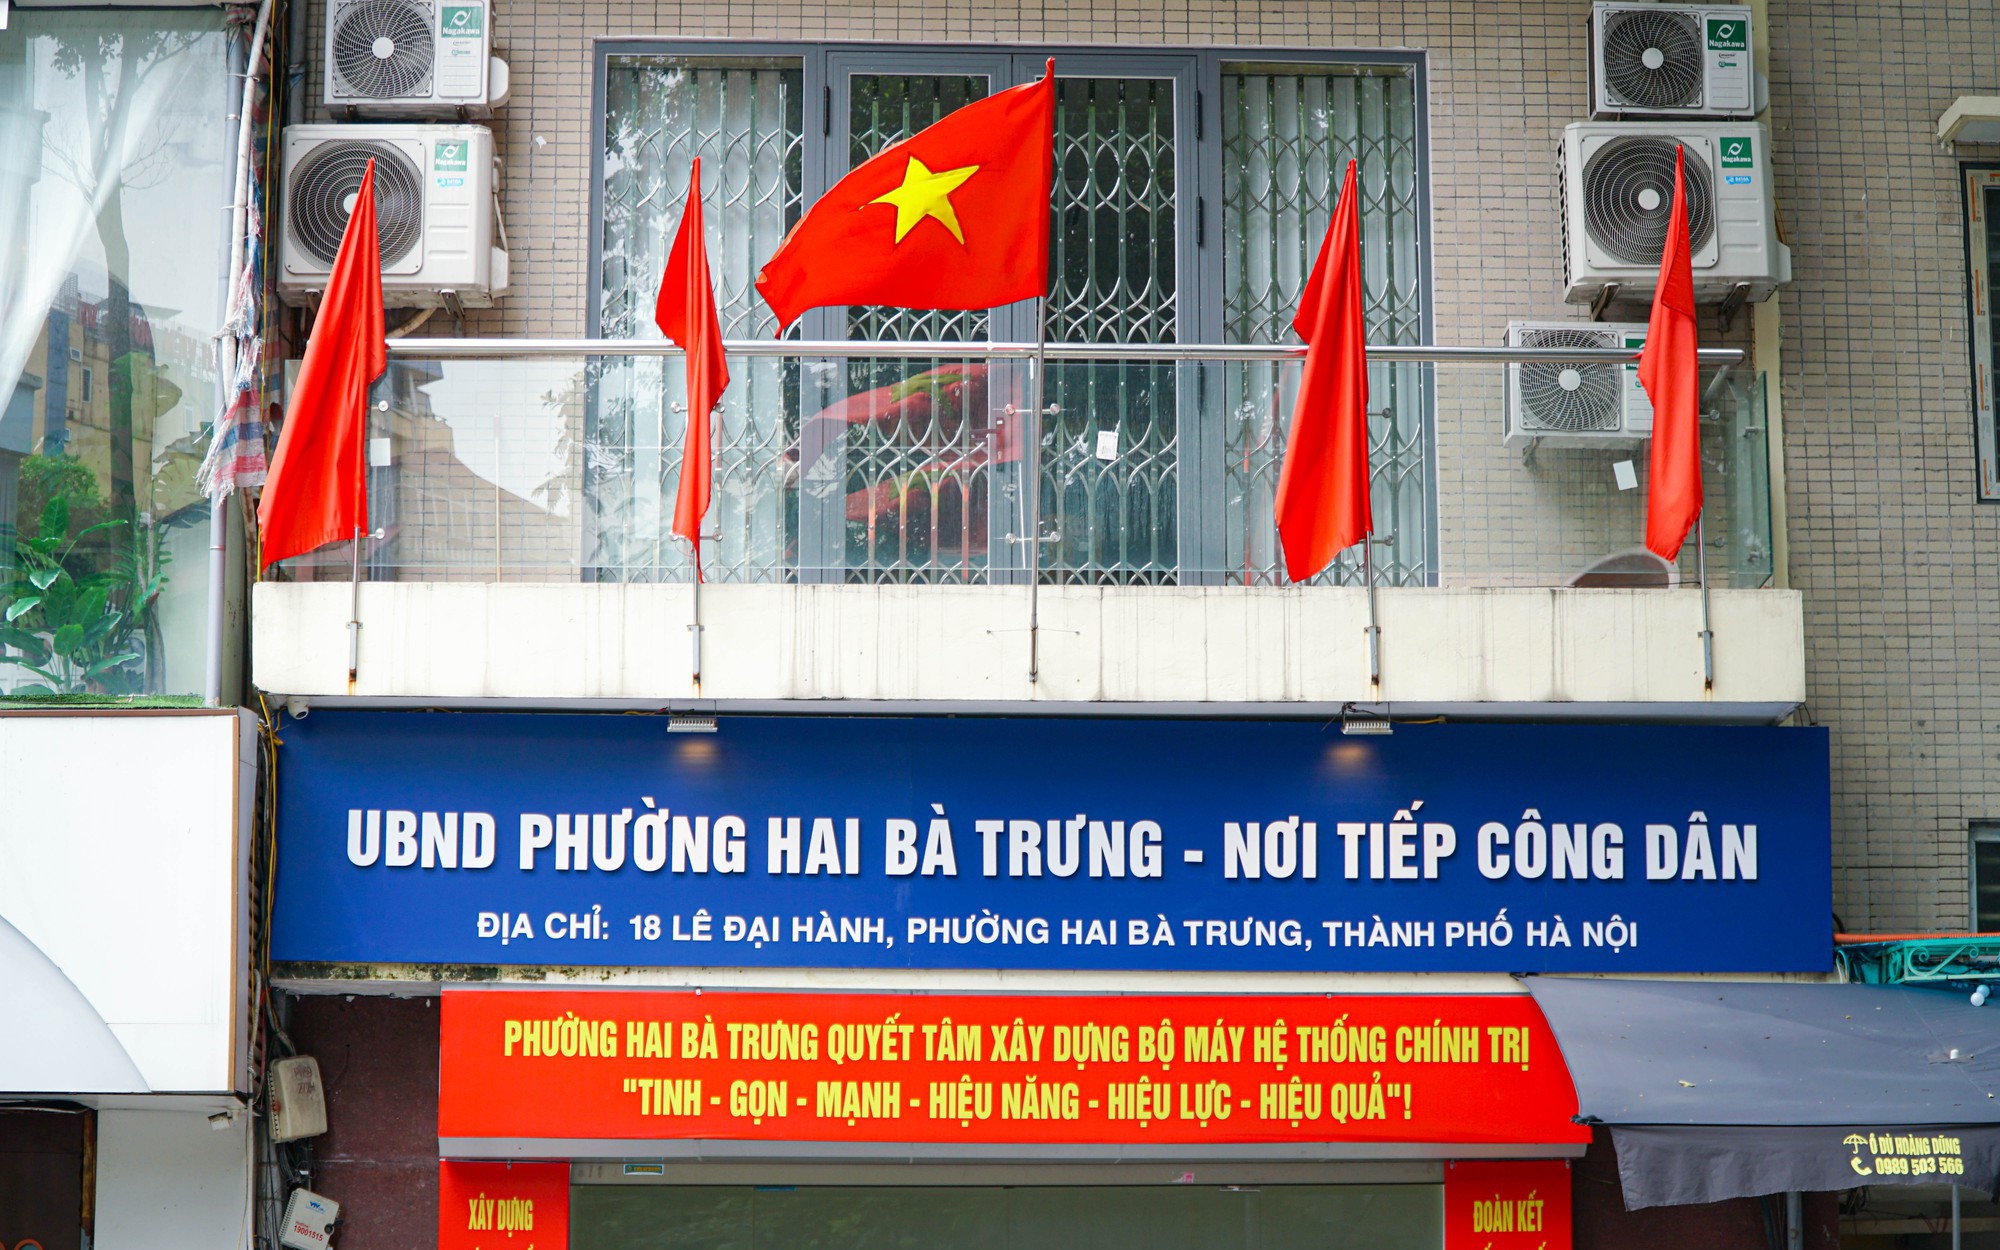 Nagakawa
Nagakawa
Nagakawa
Nagakawa
UBND PHƯỜNG HAI BÀ TRƯNG - NƠI TIẾP CÔNG DÂN
ĐỊA CHỈ: 18 LÊ ĐẠI HÀNH, PHƯỜNG HAI BÀ TRƯNG, THÀNH PHỐ HÀ NỘI
PHƯỜNG HAI BÀ TRƯNG QUYẾT TÂM XÂY DỰNG BỘ MÁY HỆ THỐNG CHÍNH TRỊ
"TINH - GỌN - MẠNH - HIỆU NĂNG - HIỆU LỰC - HIỆU QUẢ"!
Ô DÙ HOÀNG DŨNG
0989 503 566
XÂY DỰNG
ĐOÀN KẾT
19001515